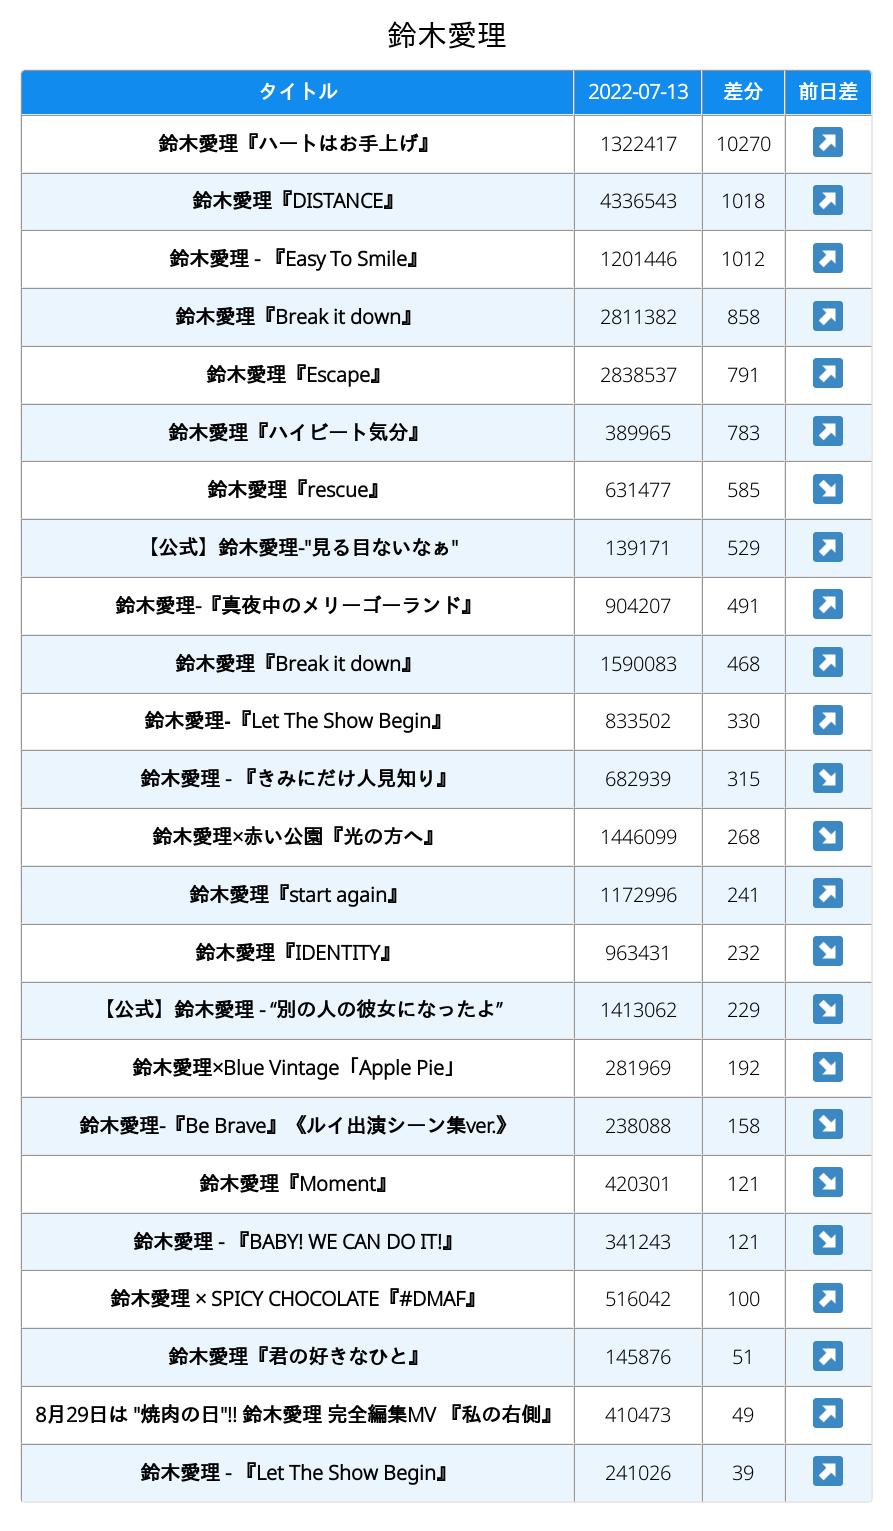 鈴木愛理
タイトル 2022-07-13 差分 前日差
鈴木愛理『ハートはお手上げ』 1322417 10270 ↗
鈴木愛理『DISTANCE』 4336543 1018 ↗
鈴木愛理 - 『Easy To Smile』 1201446 1012 ↗
鈴木愛理『Break it down』 2811382 858 ↗
鈴木愛理『Escape』 2838537 791 ↗
鈴木愛理『ハイビート気分』 389965 783 ↗
鈴木愛理『rescue』 631477 585 ↘
【公式】鈴木愛理-"見る目ないなぁ" 139171 529 ↗
鈴木愛理-『真夜中のメリーゴーランド』 904207 491 ↗
鈴木愛理『Break it down』 1590083 468 ↗
鈴木愛理-『Let The Show Begin』 833502 330 ↗
鈴木愛理 - 『きみにだけ人見知り』 682939 315 ↘
鈴木愛理×赤い公園『光の方へ』 1446099 268 ↘
鈴木愛理『start again』 1172996 241 ↗
鈴木愛理『IDENTITY』 963431 232 ↘
【公式】鈴木愛理 - “別の人の彼女になったよ” 1413062 229 ↘
鈴木愛理×Blue Vintage「Apple Pie」 281969 192 ↘
鈴木愛理-『Be Brave』《ルイ出演シーン集ver.》 238088 158 ↘
鈴木愛理『Moment』 420301 121 ↘
鈴木愛理 - 『BABY! WE CAN DO IT!』 341243 121 ↘
鈴木愛理 × SPICY CHOCOLATE『#DMAF』 516042 100 ↗
鈴木愛理『君の好きなひと』 145876 51 ↗
8月29日は "焼肉の日"!! 鈴木愛理 完全編集MV 『私の右側』 410473 49 ↗
鈴木愛理 - 『Let The Show Begin』 241026 39 ↗